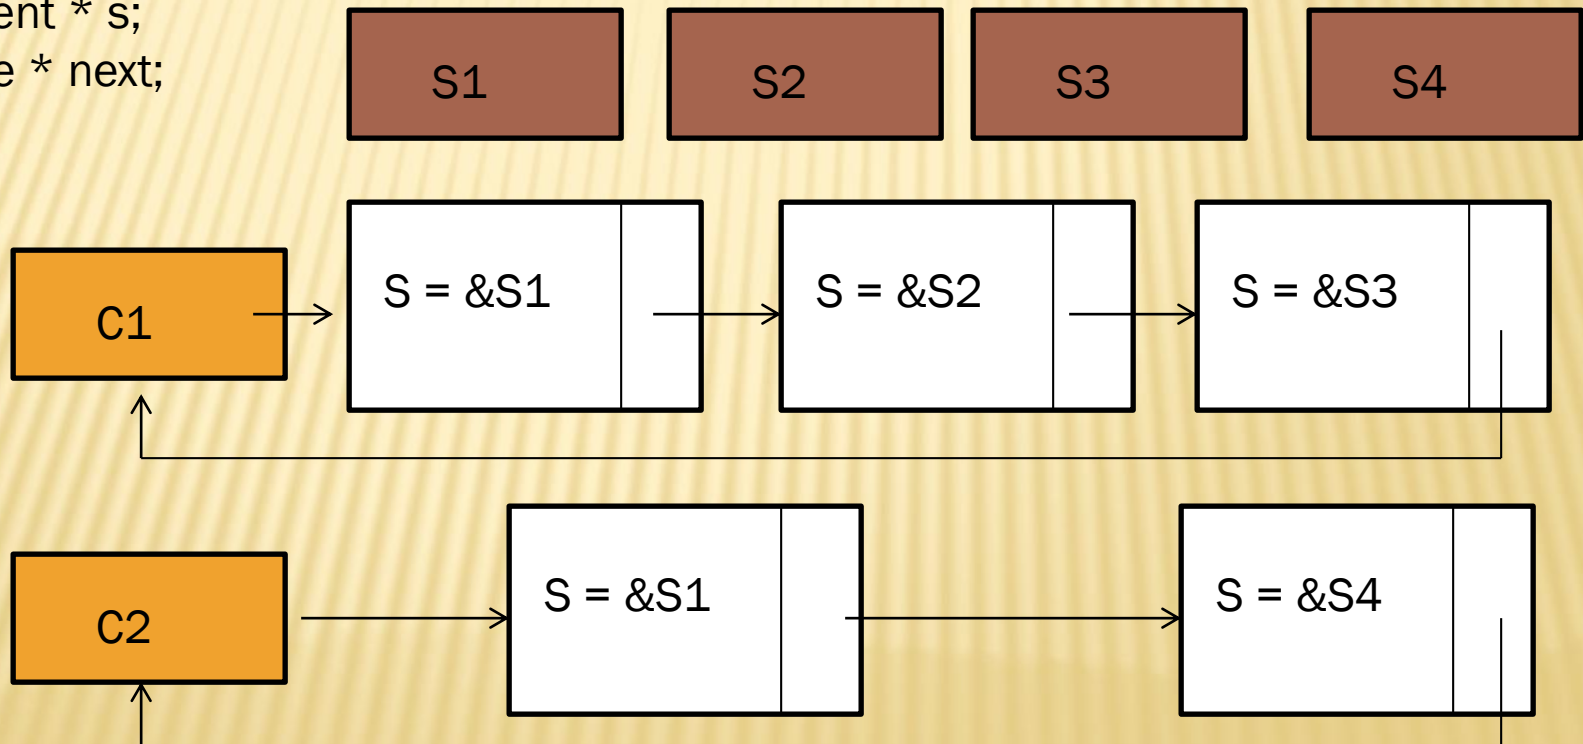 ent * s;
e * next;
S1 S2 S3 S4
C1 S = &S1 S = &S2 S = &S3
C2 S = &S1 S = &S4